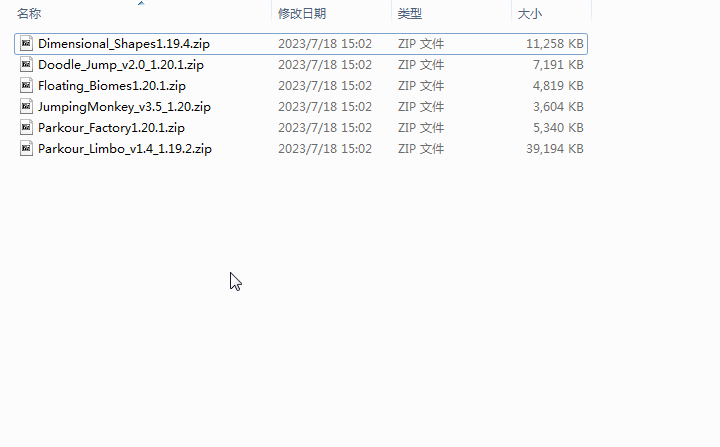 名称 修改日期 类型 大小
Dimensional_Shapes1.19.4.zip 2023/7/18 15:02 ZIP 文件 11,258 KB
Doodle_Jump_v2.0_1.20.1.zip 2023/7/18 15:02 ZIP 文件 7,191 KB
Floating_Biomes1.20.1.zip 2023/7/18 15:02 ZIP 文件 4,819 KB
JumpingMonkey_v3.5_1.20.zip 2023/7/18 15:02 ZIP 文件 3,604 KB
Parkour_Factory1.20.1.zip 2023/7/18 15:02 ZIP 文件 5,340 KB
Parkour_Limbo_v1.4_1.19.2.zip 2023/7/18 15:02 ZIP 文件 39,194 KB